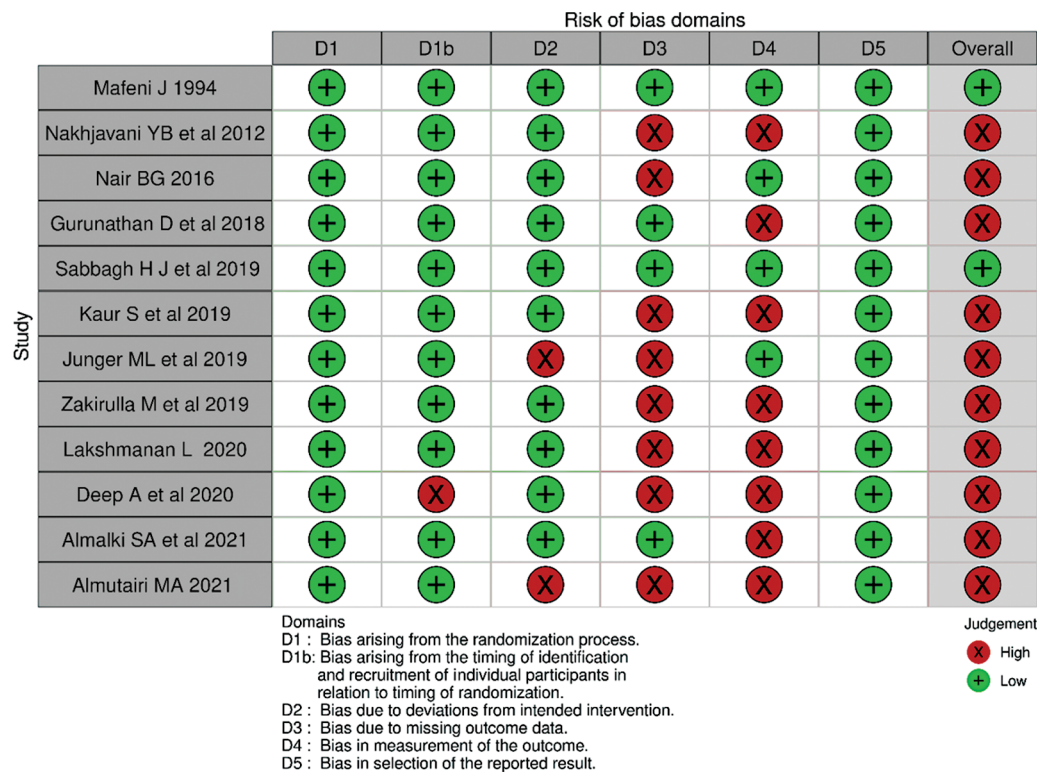 Risk of bias domains
D1 D1b D2 D3 D4 D5 Overall
Study
Mafeni J 1994 + + + + + + +
Nakhjavani YB et al 2012 + + + X X + X
Nair BG 2016 + + + X + + X
Gurunathan D et al 2018 + + + + X + X
Sabbagh H J et al 2019 + + + + + + +
Kaur S et al 2019 + + + X X + X
Junger ML et al 2019 + + X X + + X
Zakirulla M et al 2019 + + + X X + X
Lakshmanan L 2020 + + + X X + X
Deep A et al 2020 + X + X X + X
Almalki SA et al 2021 + + + + X + X
Almutairi MA 2021 + + X X X + X
Domains
D1 : Bias arising from the randomization process.
D1b: Bias arising from the timing of identification
and recruitment of individual participants in
relation to timing of randomization.
D2 : Bias due to deviations from intended intervention.
D3 : Bias due to missing outcome data.
D4 : Bias in measurement of the outcome.
D5 : Bias in selection of the reported result.
Judgement
X High
+ Low